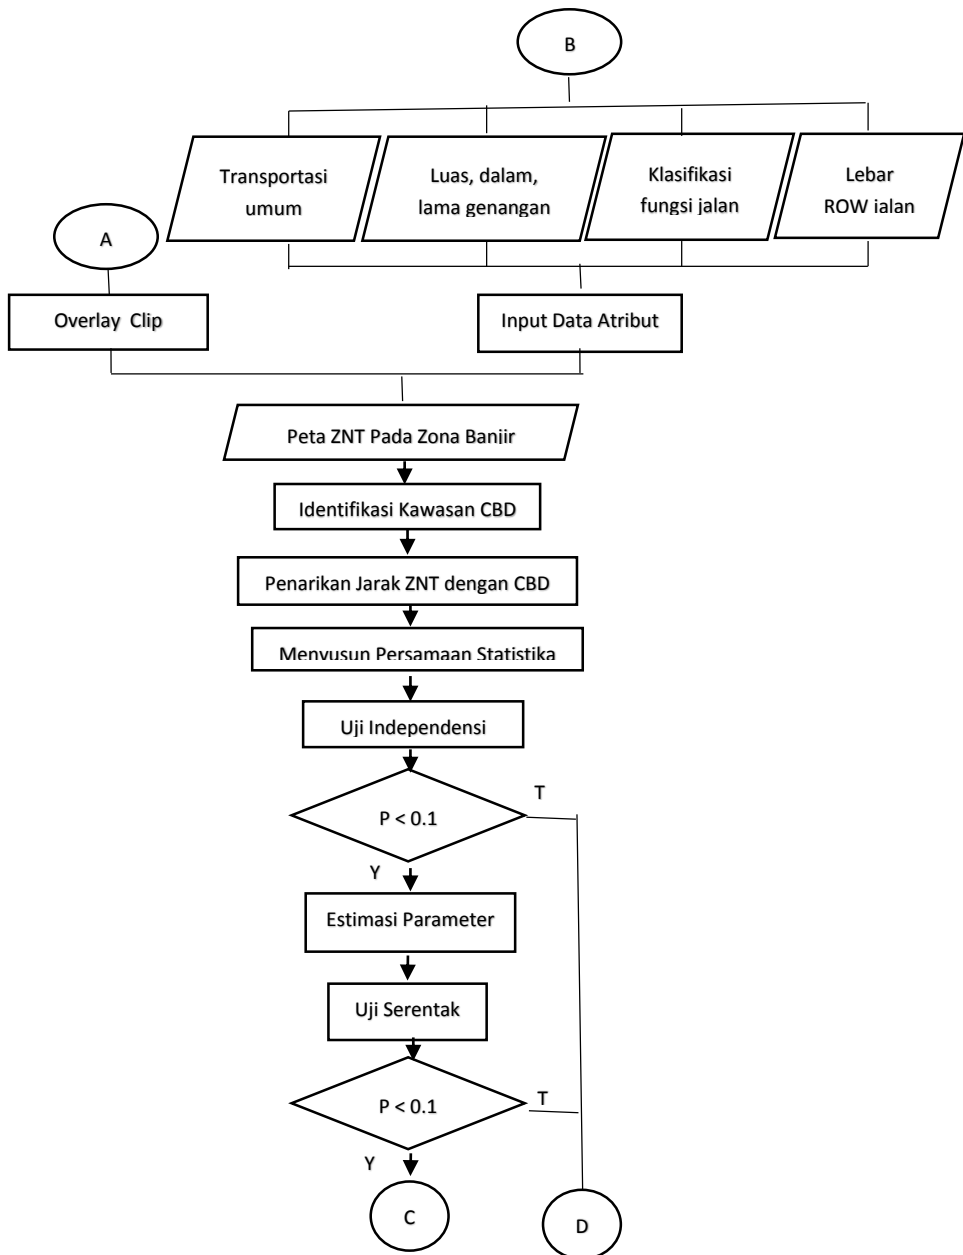 B
Transportasi
umum
Luas, dalam,
lama genangan
Klasifikasi
fungsi jalan
Lebar
ROW jalan
A
Overlay Clip
Input Data Atribut
Peta ZNT Pada Zona Banjir
Identifikasi Kawasan CBD
Penarikan Jarak ZNT dengan CBD
Menyusun Persamaan Statistika
Uji Independensi
P < 0.1
T
Y
Estimasi Parameter
Uji Serentak
P < 0.1
T
Y
C
D